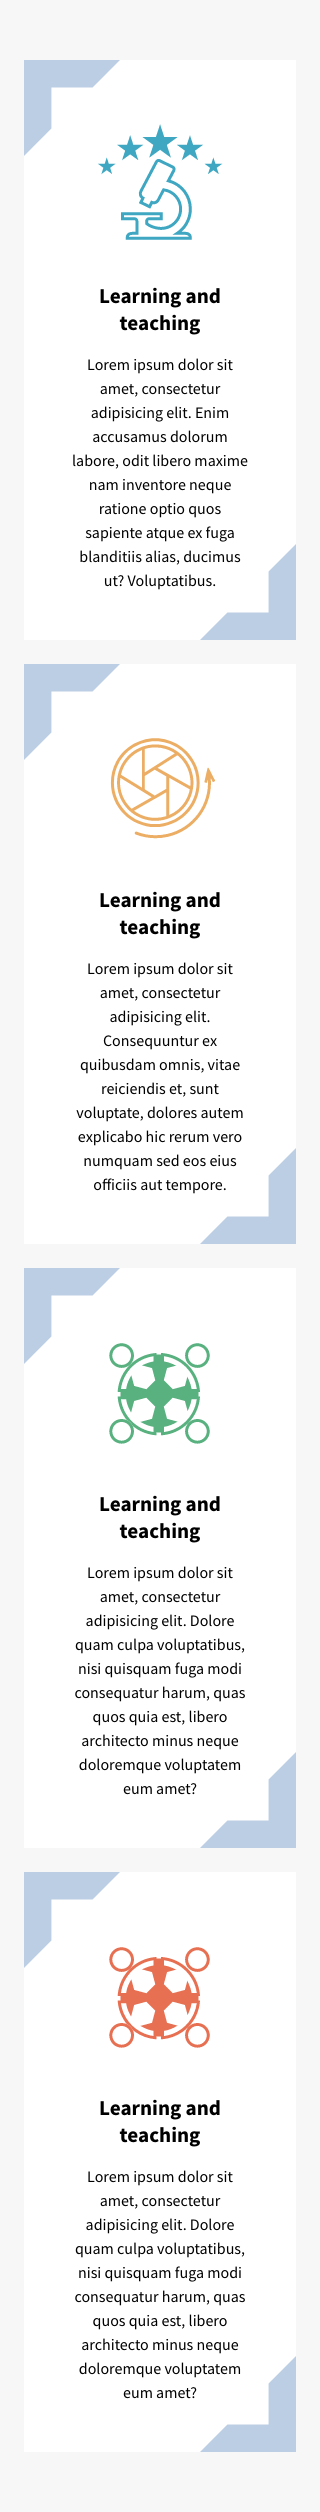 Learning and
teaching
Lorem ipsum dolor sit
amet, consectetur
adipisicing elit. Enim
accusamus dolorum
labore, odit libero maxime
nam inventore neque
ratione optio quos
sapiente atque ex fuga
blanditiis alias, ducimus
ut? Voluptatibus.
Learning and
teaching
Lorem ipsum dolor sit
amet, consectetur
adipisicing elit.
Consequuntur ex
quibusdam omnis, vitae
reiciendis et, sunt
voluptate, dolores autem
explicabo hic rerum vero
numquam sed eos eius
officiis aut tempore.
Learning and
teaching
Lorem ipsum dolor sit
amet, consectetur
adipisicing elit. Dolore
quam culpa voluptatibus,
nisi quisquam fuga modi
consequatur harum, quas
quos quia est, libero
architecto minus neque
doloremque voluptatem
eum amet?
Learning and
teaching
Lorem ipsum dolor sit
amet, consectetur
adipisicing elit. Dolore
quam culpa voluptatibus,
nisi quisquam fuga modi
consequatur harum, quas
quos quia est, libero
architecto minus neque
doloremque voluptatem
eum amet?